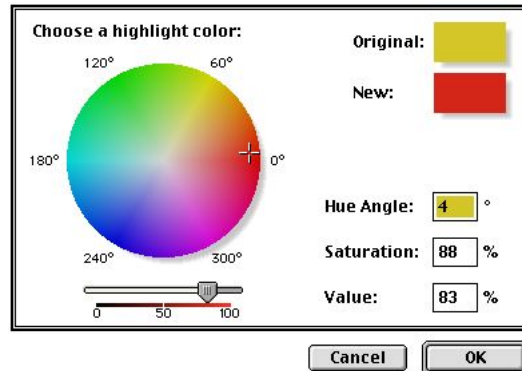 Choose a highlight color:
Original:
New:
120°
60°
180°
0°
240°
300°
0
50
100
Hue Angle: 4 °
Saturation: 88 %
Value: 83 %
Cancel
OK